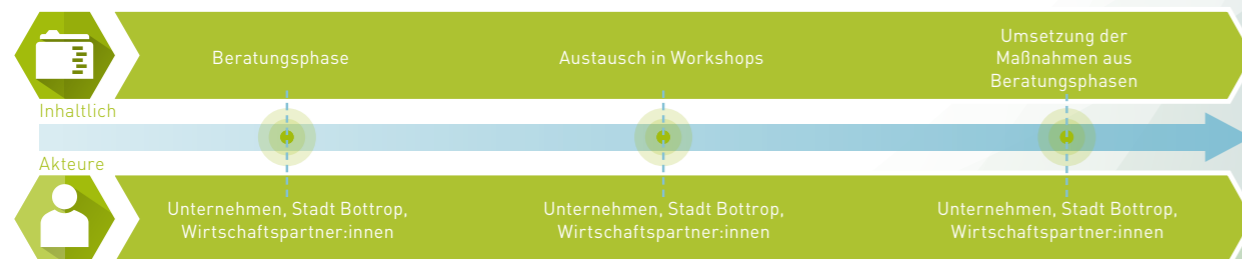 Beratungsphase
Austausch in Workshops
Umsetzung der
Maßnahmen aus
Beratungsphasen
Inhaltlich
Akteure
Unternehmen, Stadt Bottrop,
Wirtschaftspartner:innen
Unternehmen, Stadt Bottrop,
Wirtschaftspartner:innen
Unternehmen, Stadt Bottrop,
Wirtschaftspartner:innen